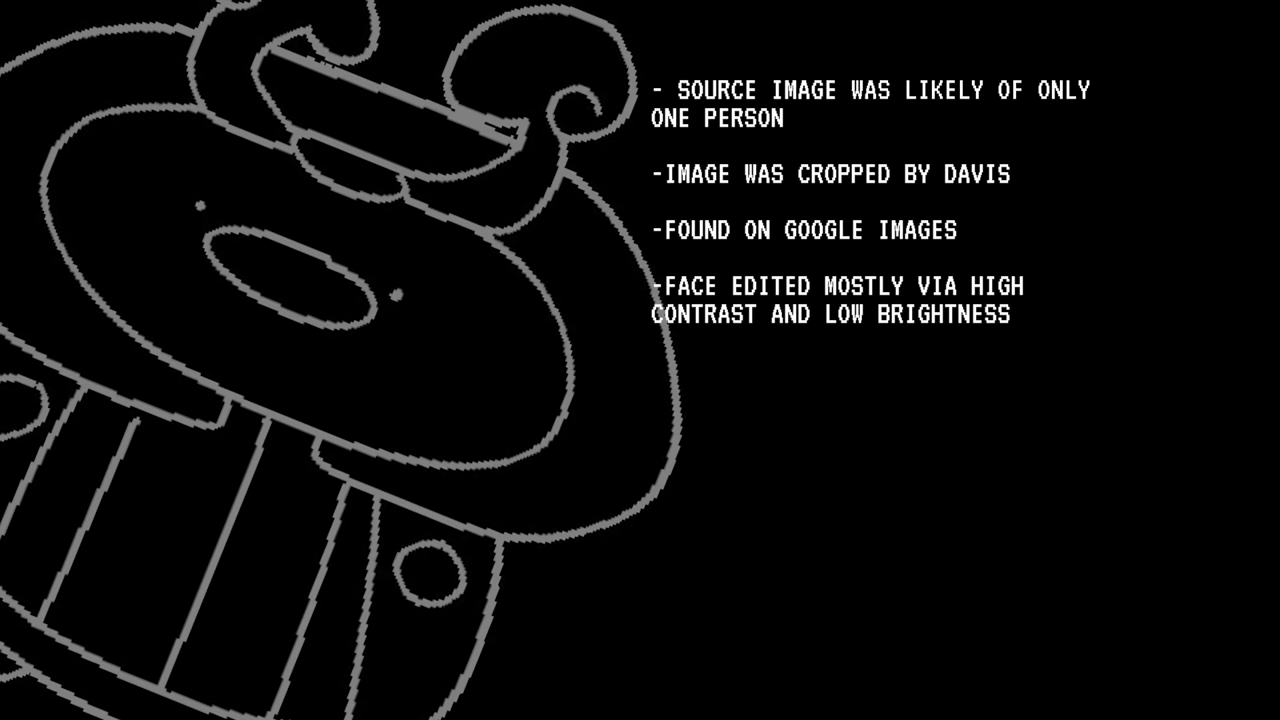 - SOURCE IMAGE WAS LIKELY OF ONLY
ONE PERSON
-IMAGE WAS CROPPED BY DAVIS
-FOUND ON GOOGLE IMAGES
-FACE EDITED MOSTLY VIA HIGH
CONTRAST AND LOW BRIGHTNESS